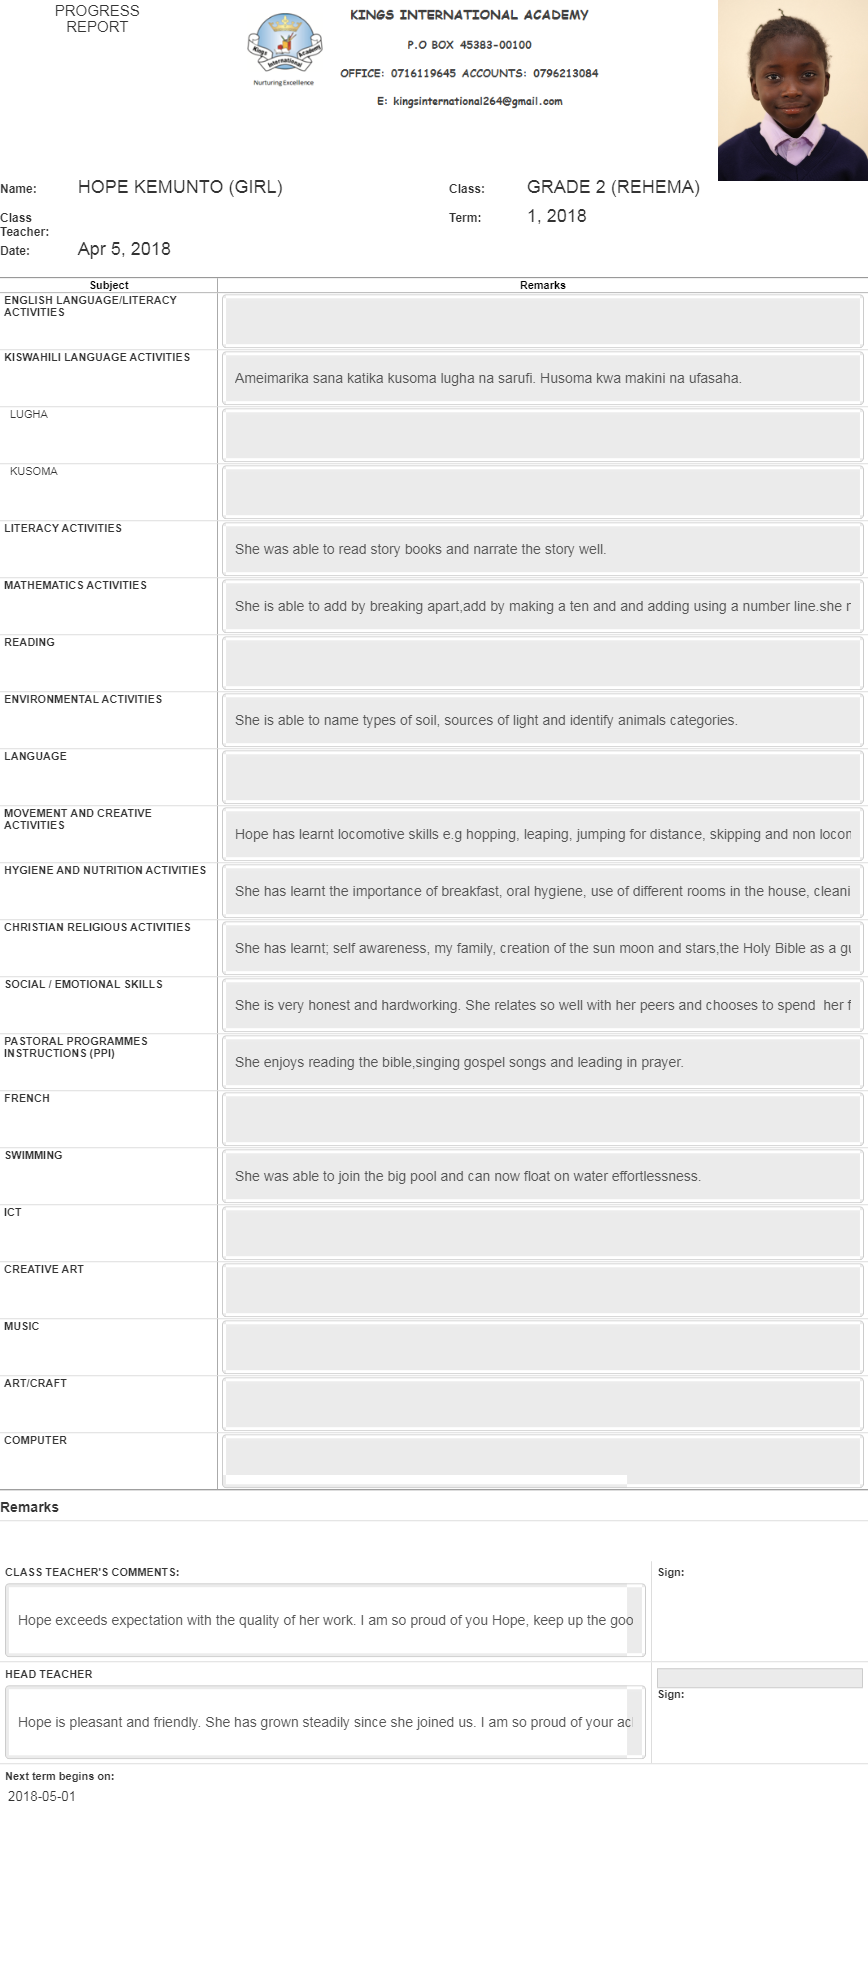 PROGRESS
REPORT
KINGS INTERNATIONAL ACADEMY
P.O BOX 45383-00100
OFFICE: 0716119645 ACCOUNTS: 0796213084
E: kingsinternational264@gmail.com
Kings International Academy
Nurturing Excellence
Name: HOPE KEMUNTO (GIRL) Class: GRADE 2 (REHEMA)
Class Term: 1, 2018
Teacher:
Date: Apr 5, 2018
Subject Remarks
ENGLISH LANGUAGE/LITERACY
ACTIVITIES
KISWAHILI LANGUAGE ACTIVITIES
Ameimarika sana katika kusoma lugha na sarufi. Husoma kwa makini na ufasaha.
LUGHA
KUSOMA
LITERACY ACTIVITIES
She was able to read story books and narrate the story well.
MATHEMATICS ACTIVITIES
She is able to add by breaking apart,add by making a ten and and adding using a number line.she
READING
ENVIRONMENTAL ACTIVITIES
She is able to name types of soil, sources of light and identify animals categories.
LANGUAGE
MOVEMENT AND CREATIVE
ACTIVITIES
Hope has learnt locomotive skills e.g hopping, leaping, jumping for distance, skipping and non
HYGIENE AND NUTRITION ACTIVITIES
She has learnt the importance of breakfast, oral hygiene, use of different rooms in the house, cleani
CHRISTIAN RELIGIOUS ACTIVITIES
She has learnt; self awareness, my family, creation of the sun moon and stars,the Holy Bible as a
SOCIAL / EMOTIONAL SKILLS
She is very honest and hardworking. She relates so well with her peers and chooses to spend her f
PASTORAL PROGRAMMES
INSTRUCTIONS (PPI)
She enjoys reading the bible,singing gospel songs and leading in prayer.
FRENCH
SWIMMING
She was able to join the big pool and can now float on water effortlessness.
ICT
CREATIVE ART
MUSIC
ART/CRAFT
COMPUTER
Remarks
CLASS TEACHER'S COMMENTS: Sign:
Hope exceeds expectation with the quality of her work. I am so proud of you Hope, keep up the goo
HEAD TEACHER
Sign:
Hope is pleasant and friendly. She has grown steadily since she joined us. I am so proud of your
Next term begins on:
2018-05-01